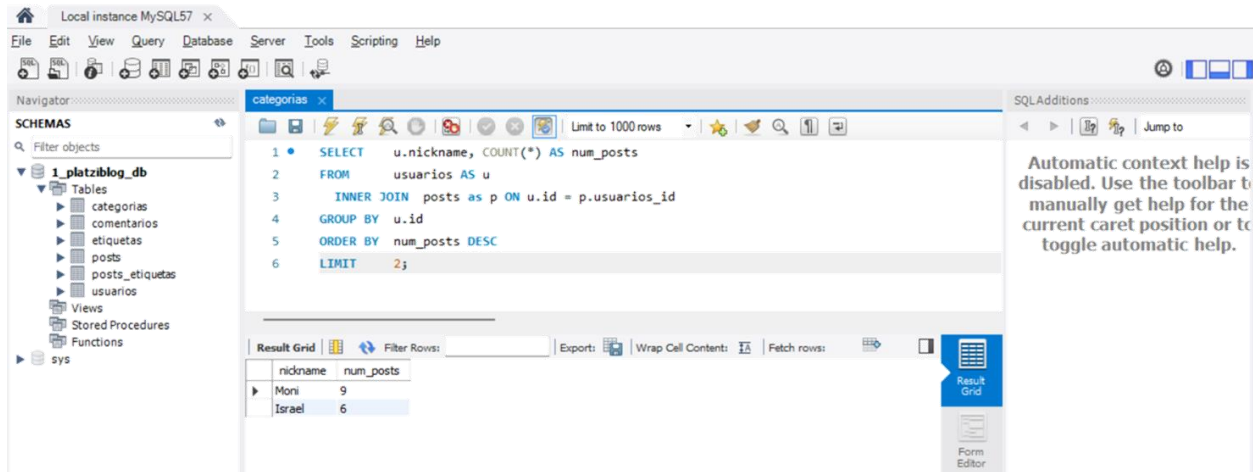 Local instance MySQL57 ×
File Edit View Query Database Server Tools Scripting Help
Navigator
SCHEMAS
Filter objects
1_platziblog_db
Tables
categorias
comentarios
etiquetas
posts
posts_etiquetas
usuarios
Views
Stored Procedures
Functions
sys
categorias ×
Limit to 1000 rows
1 SELECT u.nickname, COUNT(*) AS num_posts
2 FROM usuarios AS u
3 INNER JOIN posts as p ON u.id = p.usuarios_id
4 GROUP BY u.id
5 ORDER BY num_posts DESC
6 LIMIT 2;
Result Grid Filter Rows: Export: Wrap Cell Content: Fetch rows:
nickname num_posts
Moni 9
Israel 6
Result
Grid
Form
Editor
SQLAdditions
Jump to
Automatic context help is
disabled. Use the toolbar to
manually get help for the
current caret position or to
toggle automatic help.